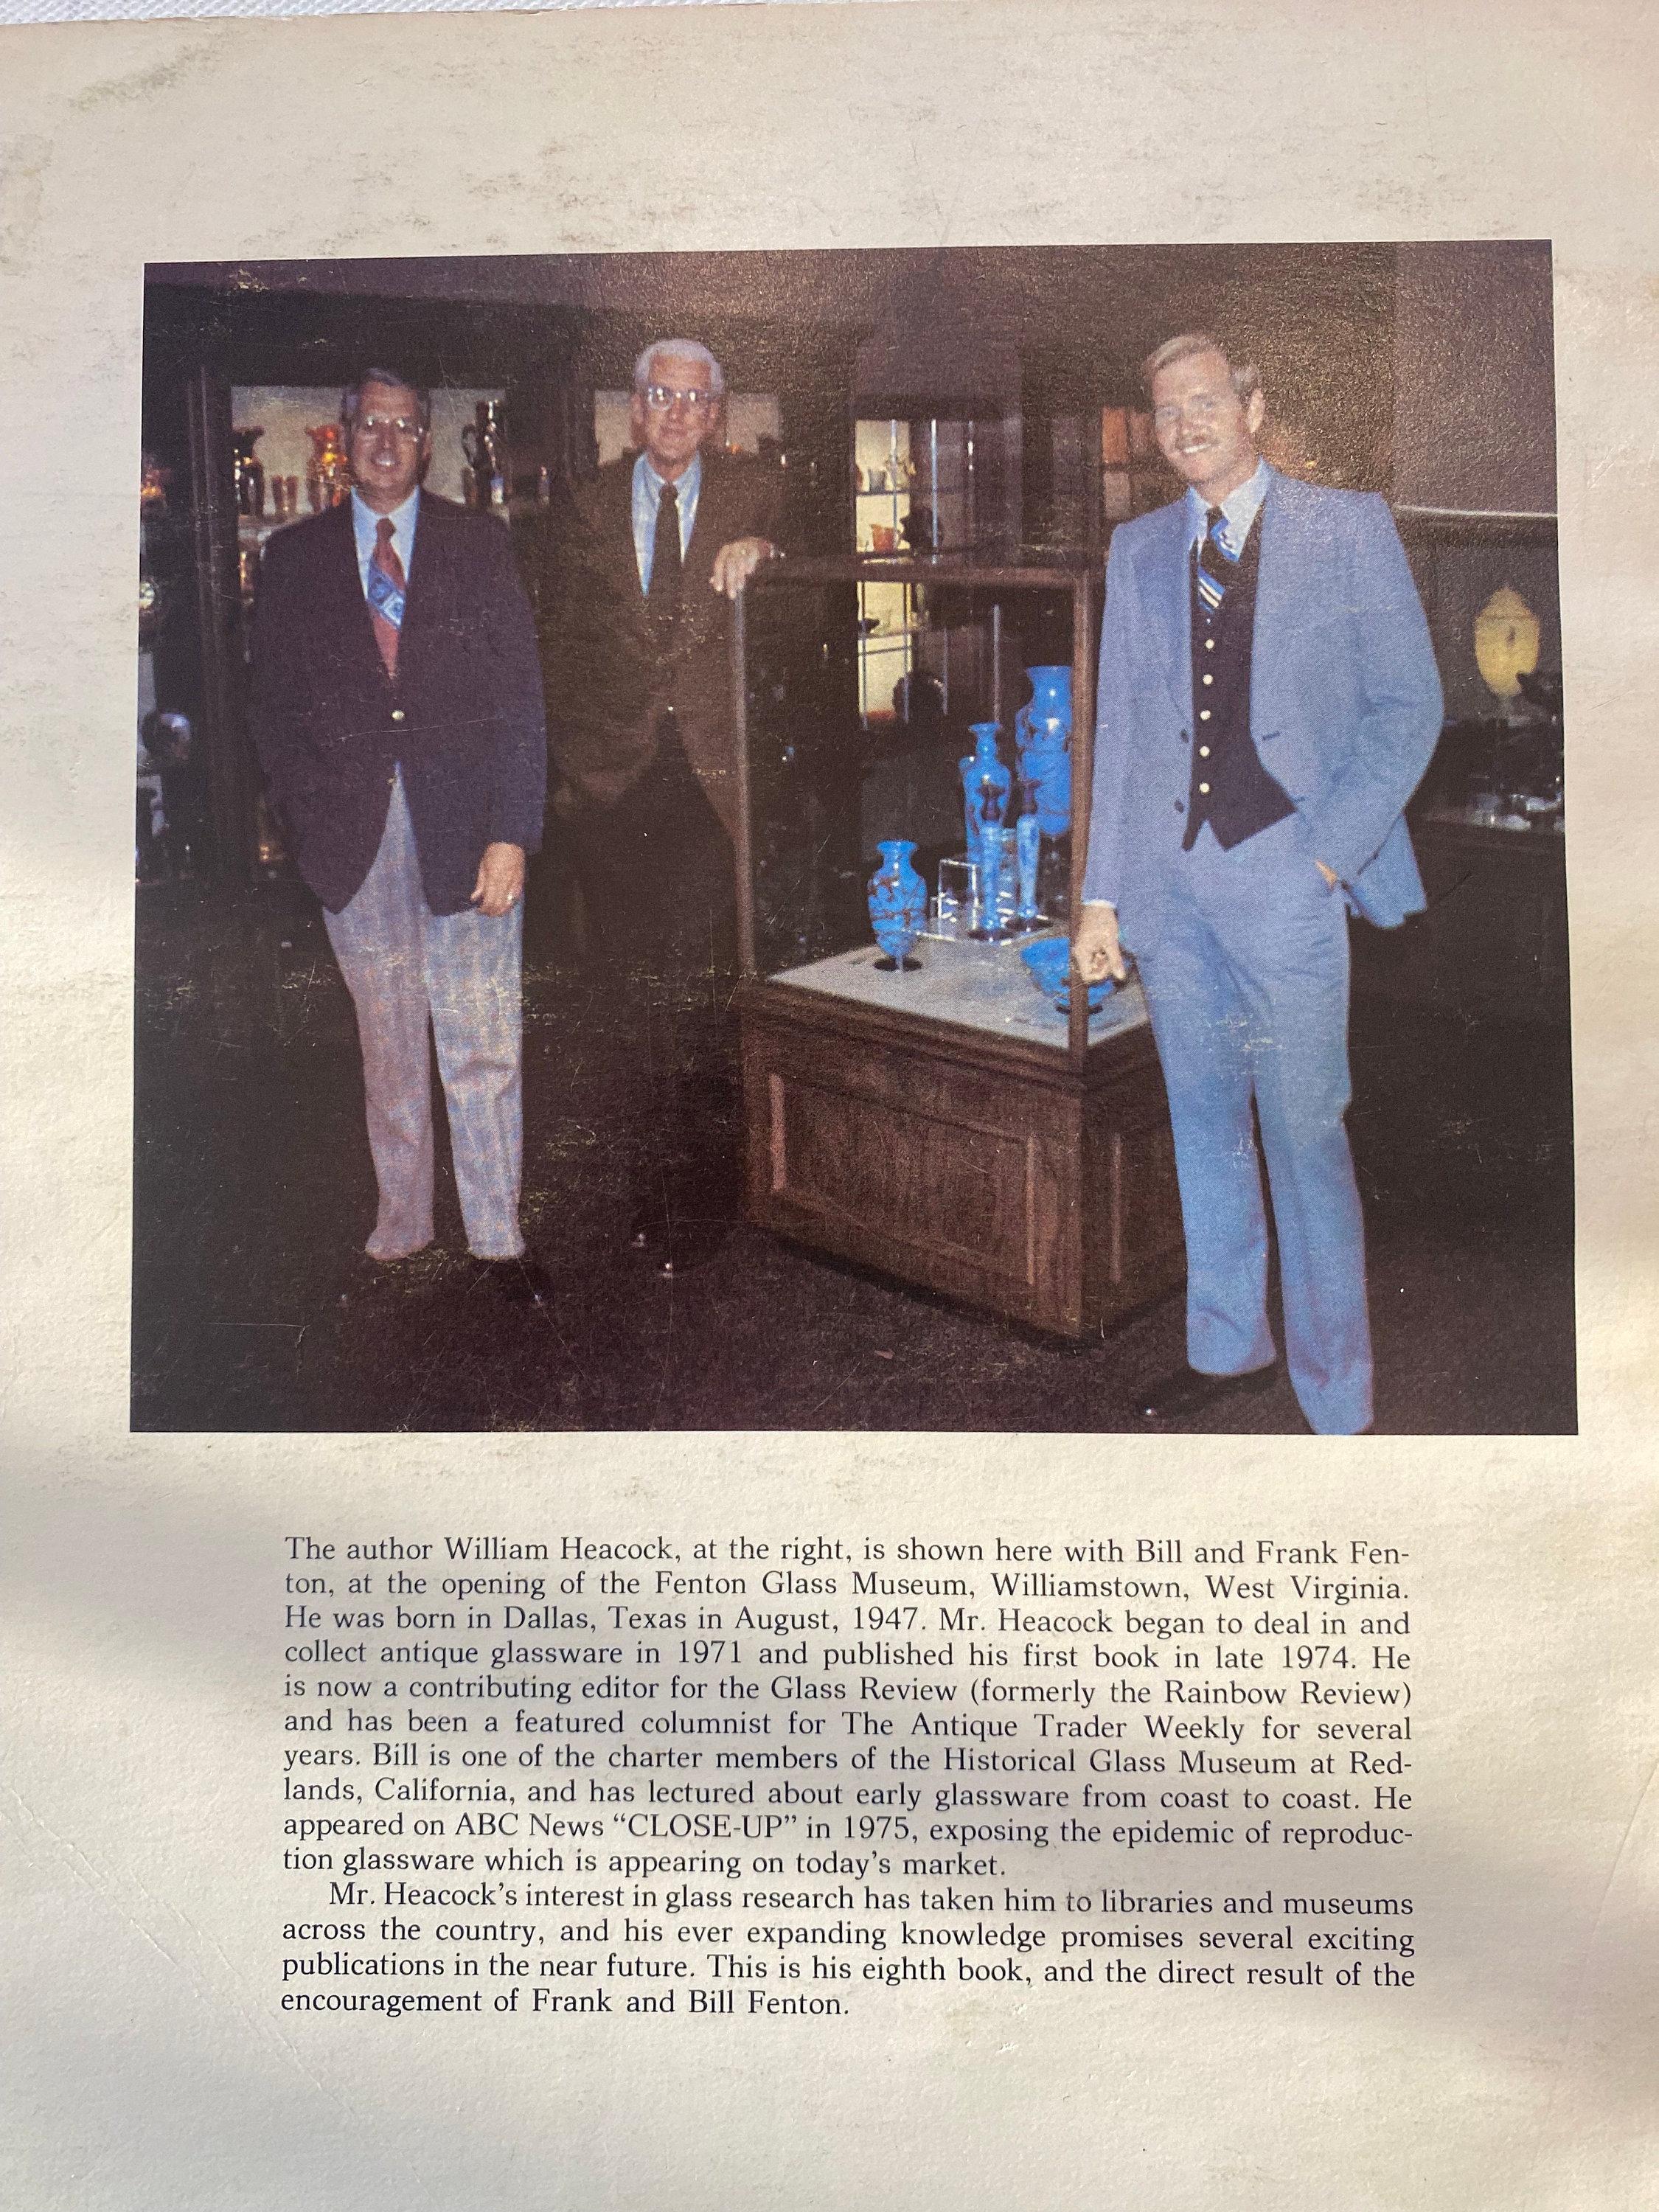 The author William Heacock, at the right, is shown here with Bill and Frank Fen-
ton, at the opening of the Fenton Glass Museum, Williamstown, West Virginia.
He was born in Dallas, Texas in August, 1947. Mr. Heacock began to deal in and
collect antique glassware in 1971 and published his first book in late 1974. He
is now a contributing editor for the Glass Review (formerly the Rainbow Review)
and has been a featured columnist for The Antique Trader Weekly for several
years. Bill is one of the charter members of the Historical Glass Museum at Red-
lands, California, and has lectured about early glassware from coast to coast. He
appeared on ABC News “CLOSE-UP” in 1975, exposing the epidemic of reproduc-
tion glassware which is appearing on today’s market.
Mr. Heacock’s interest in glass research has taken him to libraries and museums
across the country, and his ever expanding knowledge promises several exciting
publications in the near future. This is his eighth book, and the direct result of the
encouragement of Frank and Bill Fenton.